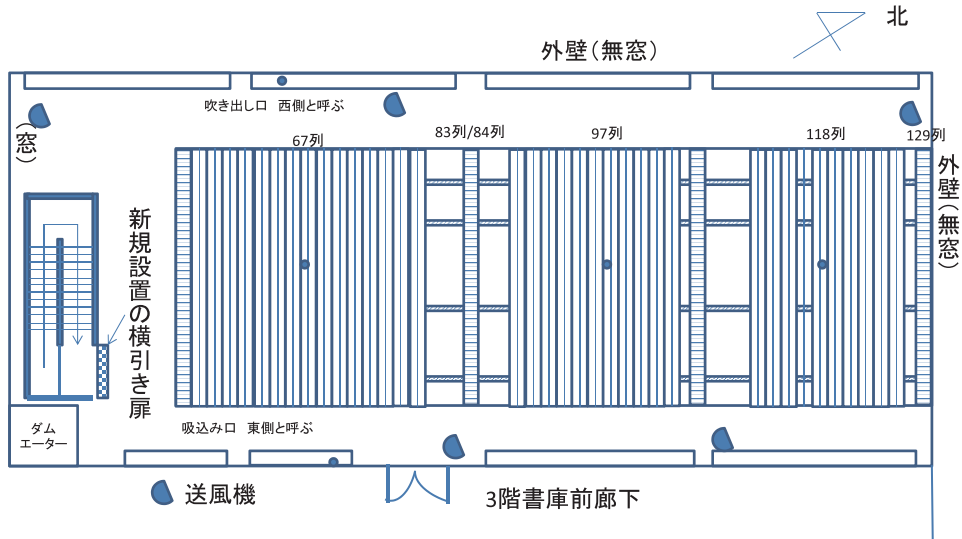 北
外壁(無窓)
吹き出し口 西側と呼ぶ
(窓)
67列
83列/84列
97列
118列
129列
外壁(無窓)
新規設置の横引き扉
ダム
エーター
吸込み口 東側と呼ぶ
送風機
3階書庫前廊下